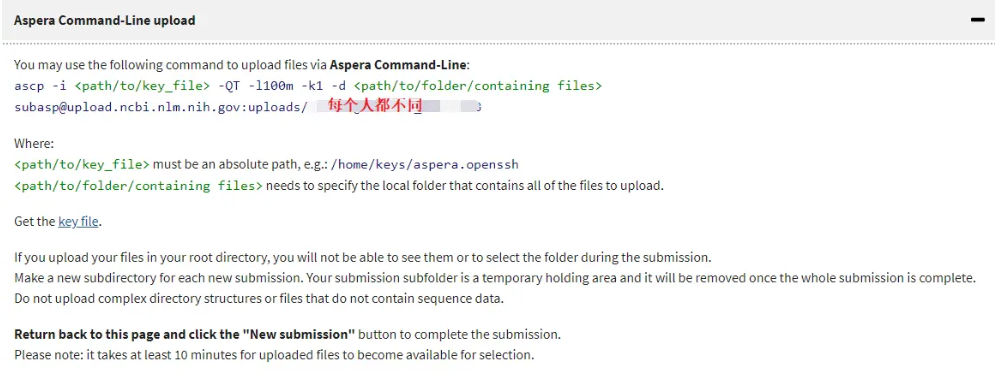 Aspera Command-Line upload
You may use the following command to upload files via Aspera Command-Line:
ascp -i <path/to/key_file> -QT -l100m -k1 -d <path/to/folder/containing files>
subasp@upload.ncbi.nlm.nih.gov:uploads/ 每个人都不同
Where:
<path/to/key_file> must be an absolute path, e.g.: /home/keys/aspera.openssh
<path/to/folder/containing files> needs to specify the local folder that contains all of the files to upload.
Get the key file.
If you upload your files in your root directory, you will not be able to see them or to select the folder during the submission.
Make a new subdirectory for each new submission. Your submission subfolder is a temporary holding area and it will be removed once the whole submission is complete.
Do not upload complex directory structures or files that do not contain sequence data.
Return back to this page and click the "New submission" button to complete the submission.
Please note: it takes at least 10 minutes for uploaded files to become available for selection.